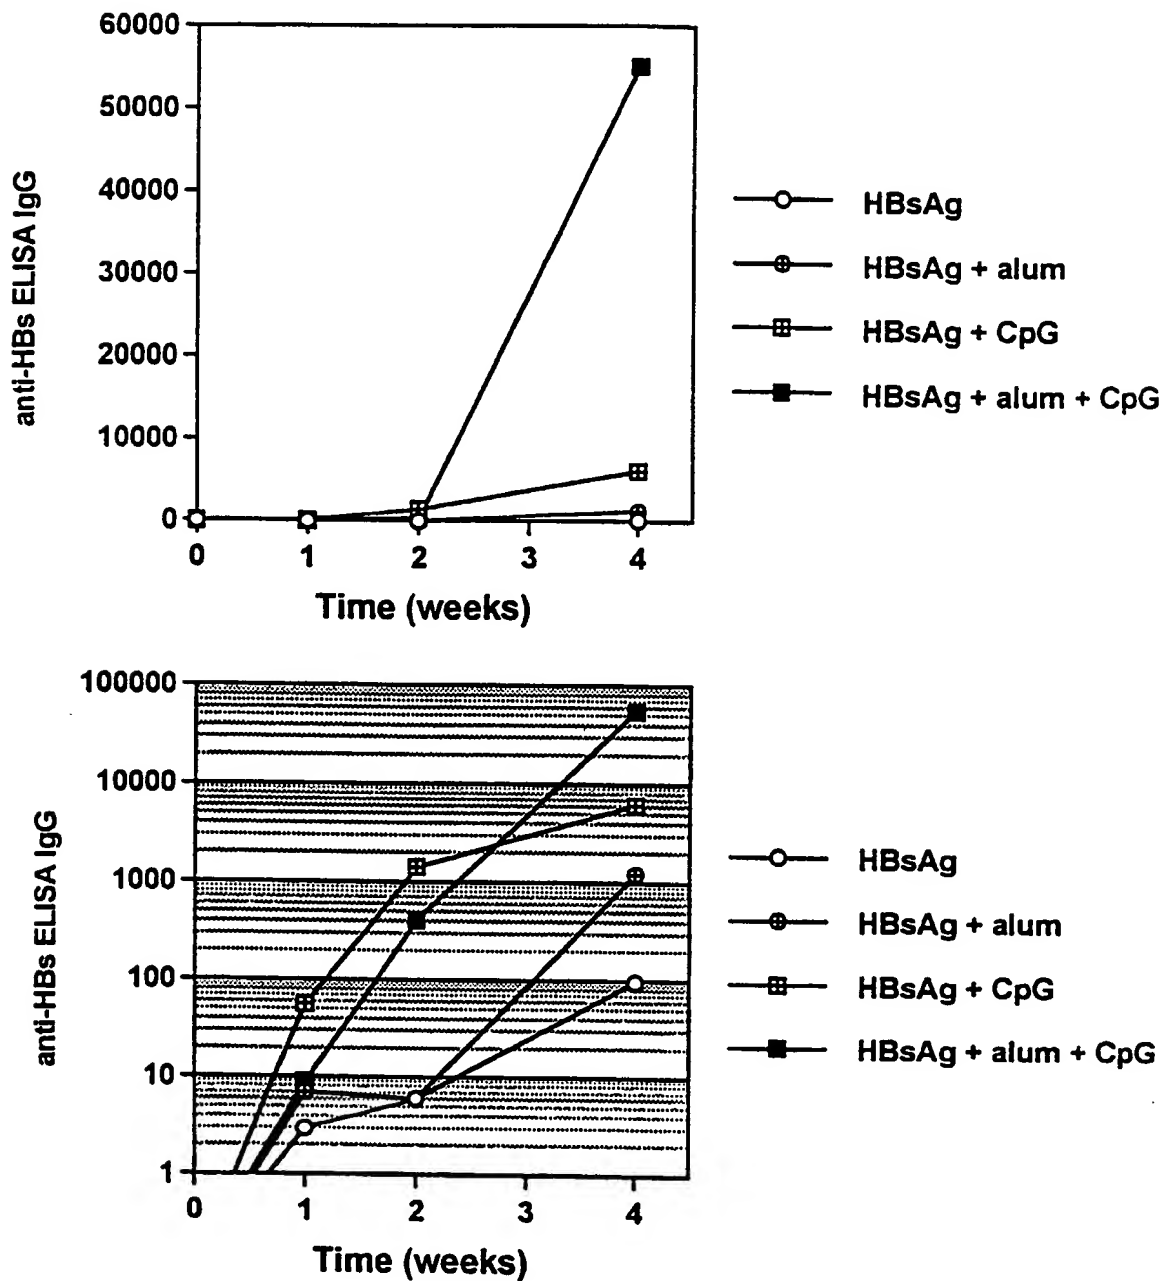 60000
50000
40000
30000
20000
10000
0
anti-HBs ELISA IgG
0 1 2 3 4
Time (weeks)
HBsAg
HBsAg + alum
HBsAg + CpG
HBsAg + alum + CpG
100000
10000
1000
100
10
1
anti-HBs ELISA IgG
0 1 2 3 4
Time (weeks)
HBsAg
HBsAg + alum
HBsAg + CpG
HBsAg + alum + CpG